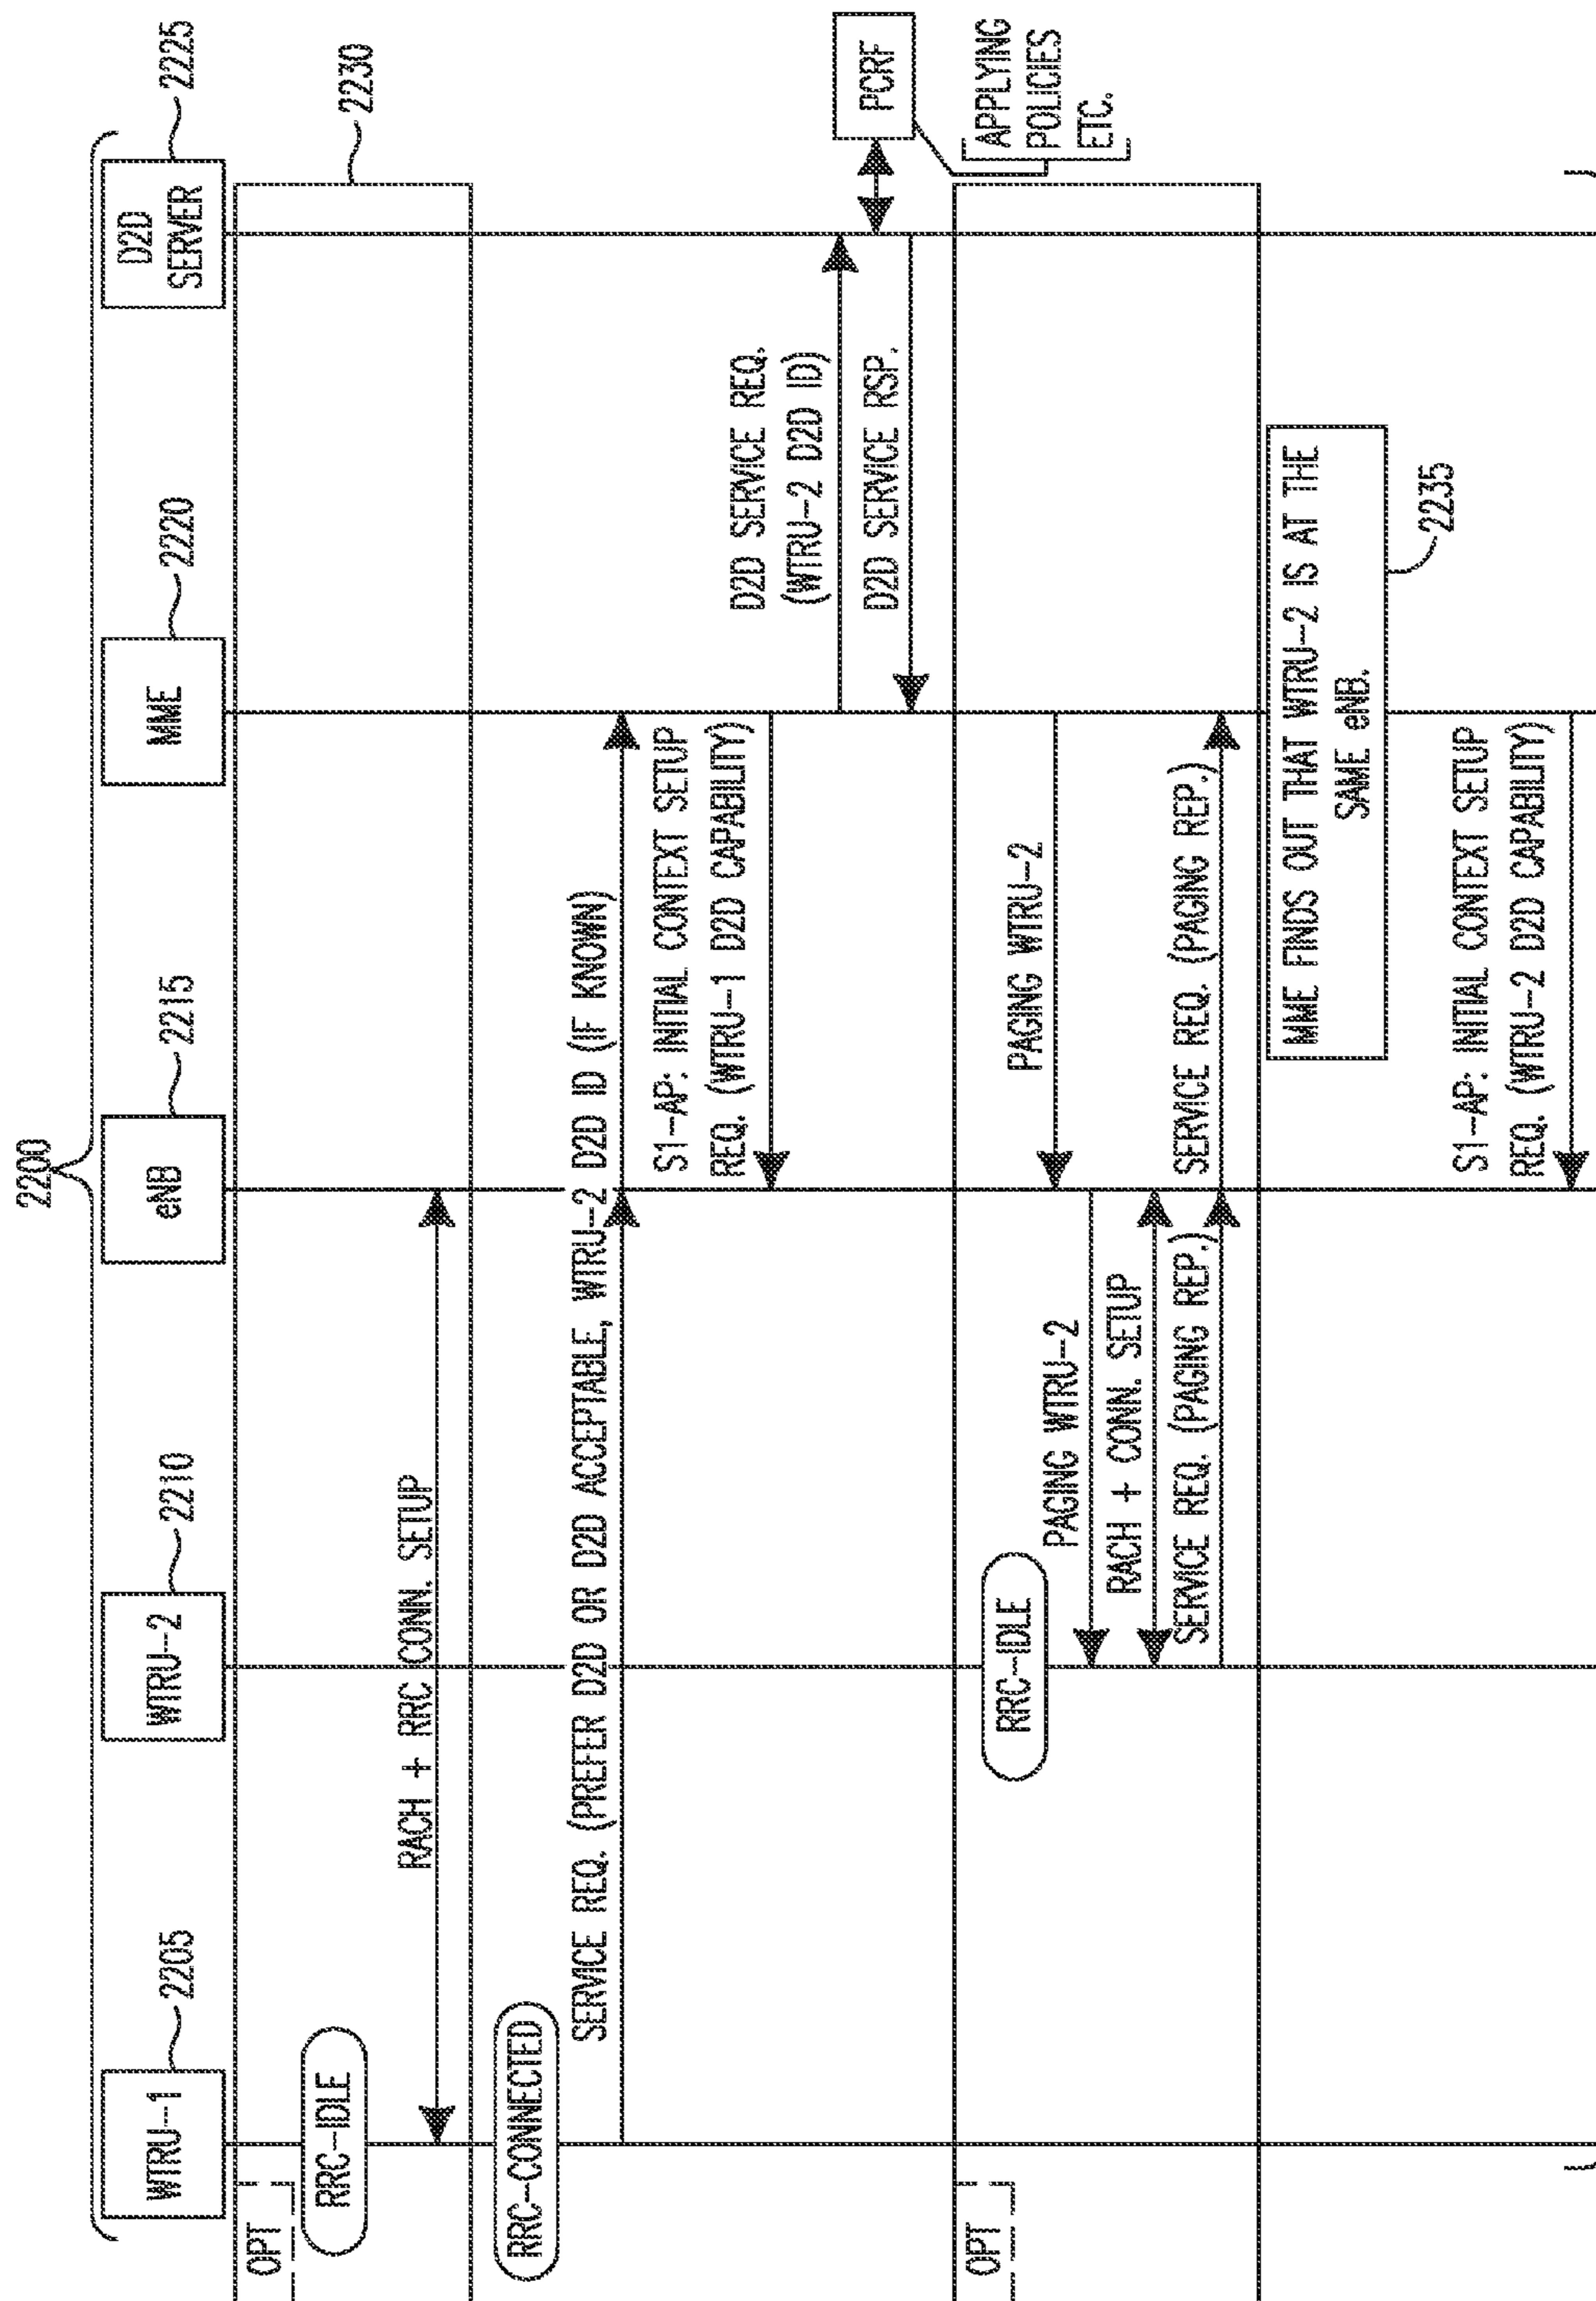 2200
WTRU-1
2205
WTRU-2
2210
eNB
2215
MME
2220
D2D
SERVER
2225
OPT
2230
RRC-IDLE
RACH + RRC CONN. SETUP
RRC-CONNECTED
SERVICE REQ. (PREFER D2D OR D2D ACCEPTABLE, WTRU-2 D2D ID (IF KNOWN)
S1-AP: INITIAL CONTEXT SETUP
REQ. (WTRU-1 D2D CAPABILITY)
D2D SERVICE REQ.
(WTRU-2 D2D ID)
D2D SERVICE RSP.
PCRF
APPLYING
POLICIES
ETC.
OPT
RRC-IDLE
PAGING WTRU-2
PAGING WTRU-2
RACH + CONN. SETUP
SERVICE REQ. (PAGING REP.)
SERVICE REQ. (PAGING REP.)
MME FINDS OUT THAT WTRU-2 IS AT THE
SAME eNB.
2235
S1-AP: INITIAL CONTEXT SETUP
REQ. (WTRU-2 D2D CAPABILITY)